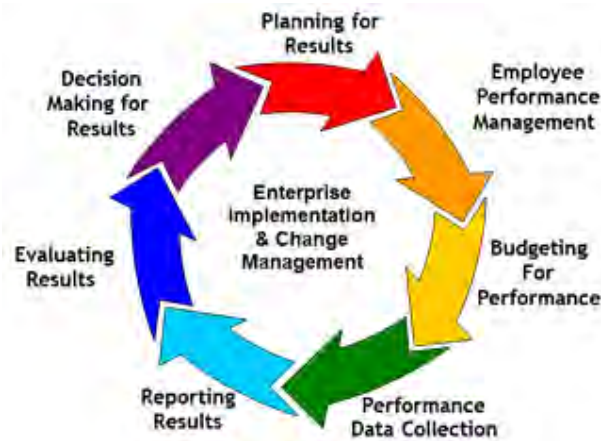 Planning for
Results
Employee
Performance
Management
Budgeting
For
Performance
Performance
Data Collection
Reporting
Results
Evaluating
Results
Decision
Making for
Results
Enterprise
Implementation
& Change
Management